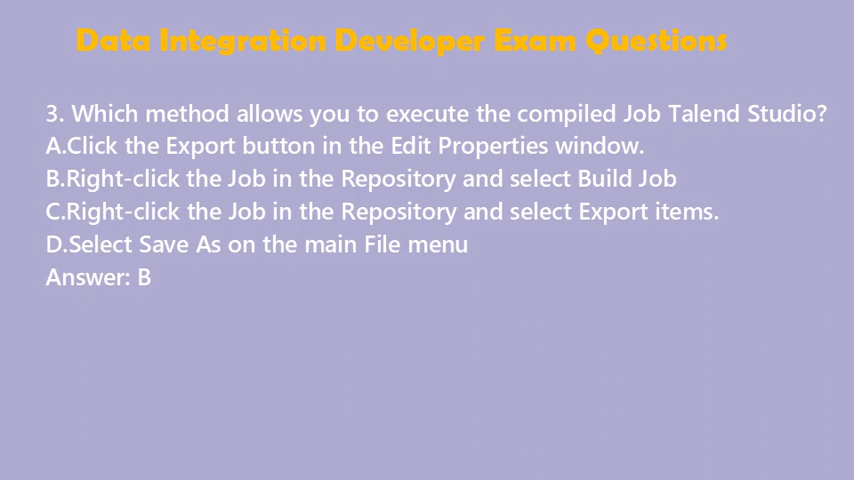 Data Integration Developer Exam Questions
3. Which method allows you to execute the compiled Job Talend Studio?
A.Click the Export button in the Edit Properties window.
B.Right-click the Job in the Repository and select Build Job
C.Right-click the Job in the Repository and select Export items.
D.Select Save As on the main File menu
Answer: B